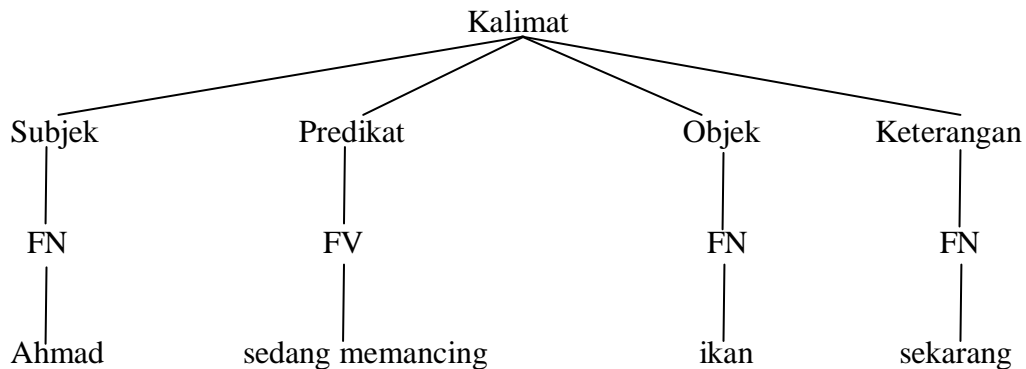 Kalimat
Subjek Predikat Objek Keterangan
FN FV FN FN
Ahmad sedang memancing ikan sekarang